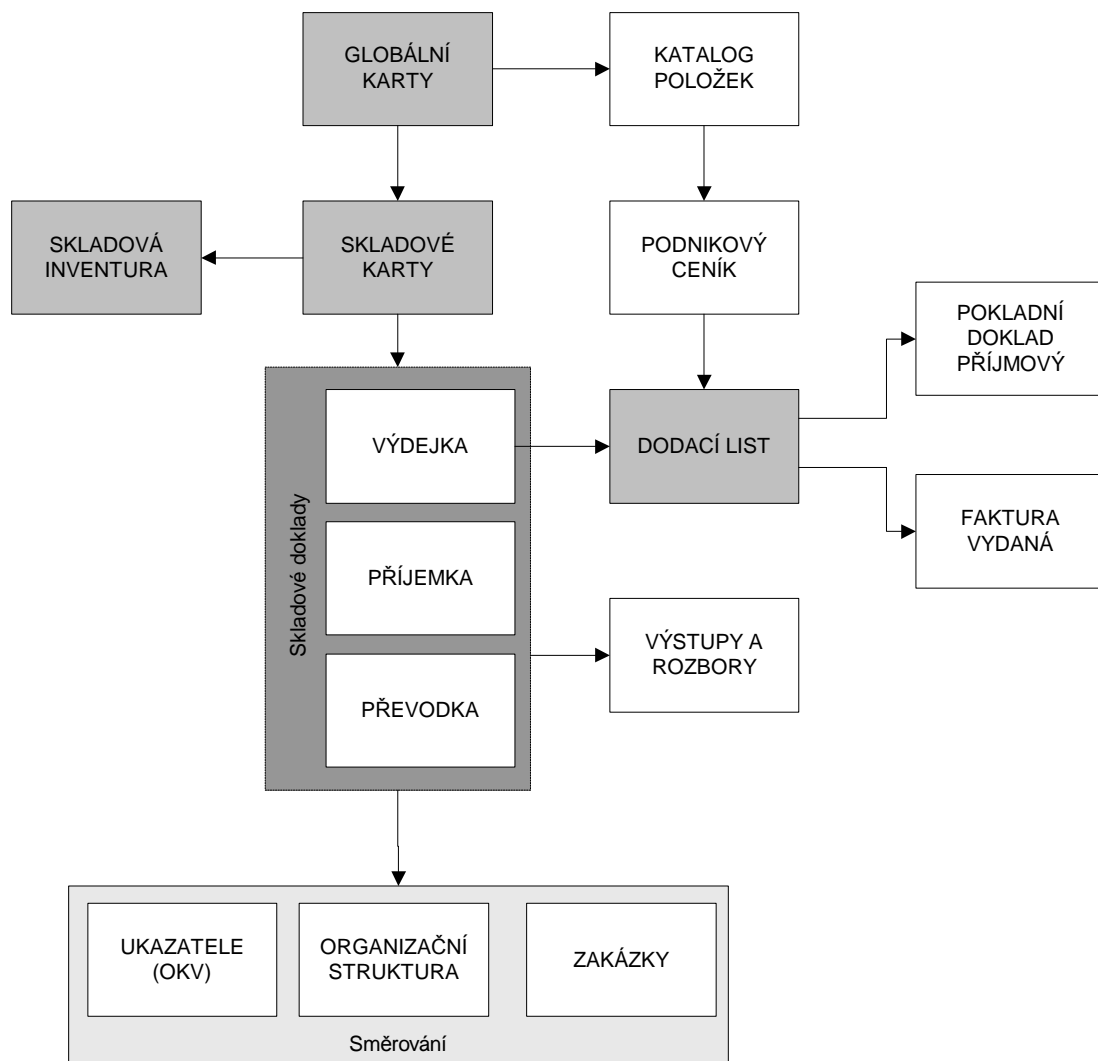 GLOBÁLNÍ
KARTY
KATALOG
POLOŽEK
SKLADOVÁ
INVENTURA
SKLADOVÉ
KARTY
PODNIKOVÝ
CENÍK
POKLADNÍ
DOKLAD
PŘÍJMOVÝ
Skladové doklady
VÝDEJKA
DODACÍ LIST
FAKTURA
VYDANÁ
PŘÍJEMKA
VÝSTUPY A
ROZBORY
PŘEVODKA
UKAZATELE
(OKV)
ORGANIZAČNÍ
STRUKTURA
ZAKÁZKY
Směrování